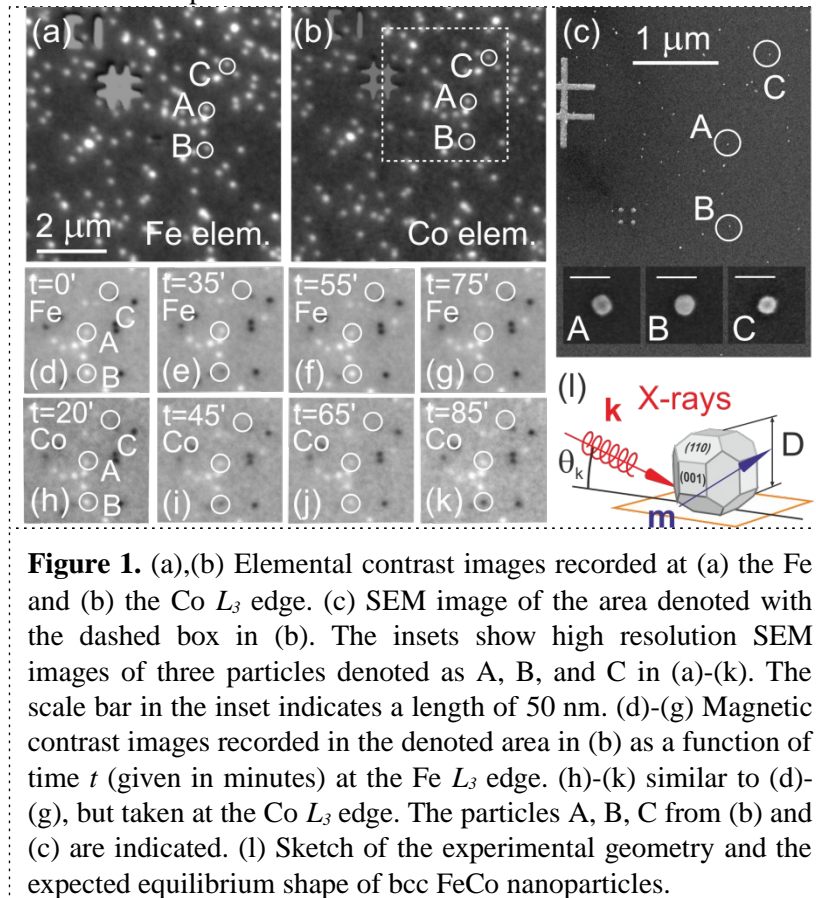 (a)
C
A
B
2 μm
Fe elem.
(b)
C
A
B
Co elem.
(c)
1 μm
C
A
B
A
B
C
t=0'
Fe
C
A
(d)
B
t=35'
Fe
(e)
t=55'
Fe
(f)
t=75'
Fe
(g)
t=20'
Co
C
A
(h)
B
t=45'
Co
(i)
t=65'
Co
(j)
t=85'
Co
(k)
(l)
X-rays
k
θk
(110)
(001)
D
m
Figure 1. (a),(b) Elemental contrast images recorded at (a) the Fe
and (b) the Co L3 edge. (c) SEM image of the area denoted with
the dashed box in (b). The insets show high resolution SEM
images of three particles denoted as A, B, and C in (a)-(k). The
scale bar in the inset indicates a length of 50 nm. (d)-(g) Magnetic
contrast images recorded in the denoted area in (b) as a function of
time t (given in minutes) at the Fe L3 edge. (h)-(k) similar to (d)-
(g), but taken at the Co L3 edge. The particles A, B, C from (b) and
(c) are indicated. (l) Sketch of the experimental geometry and the
expected equilibrium shape of bcc FeCo nanoparticles.